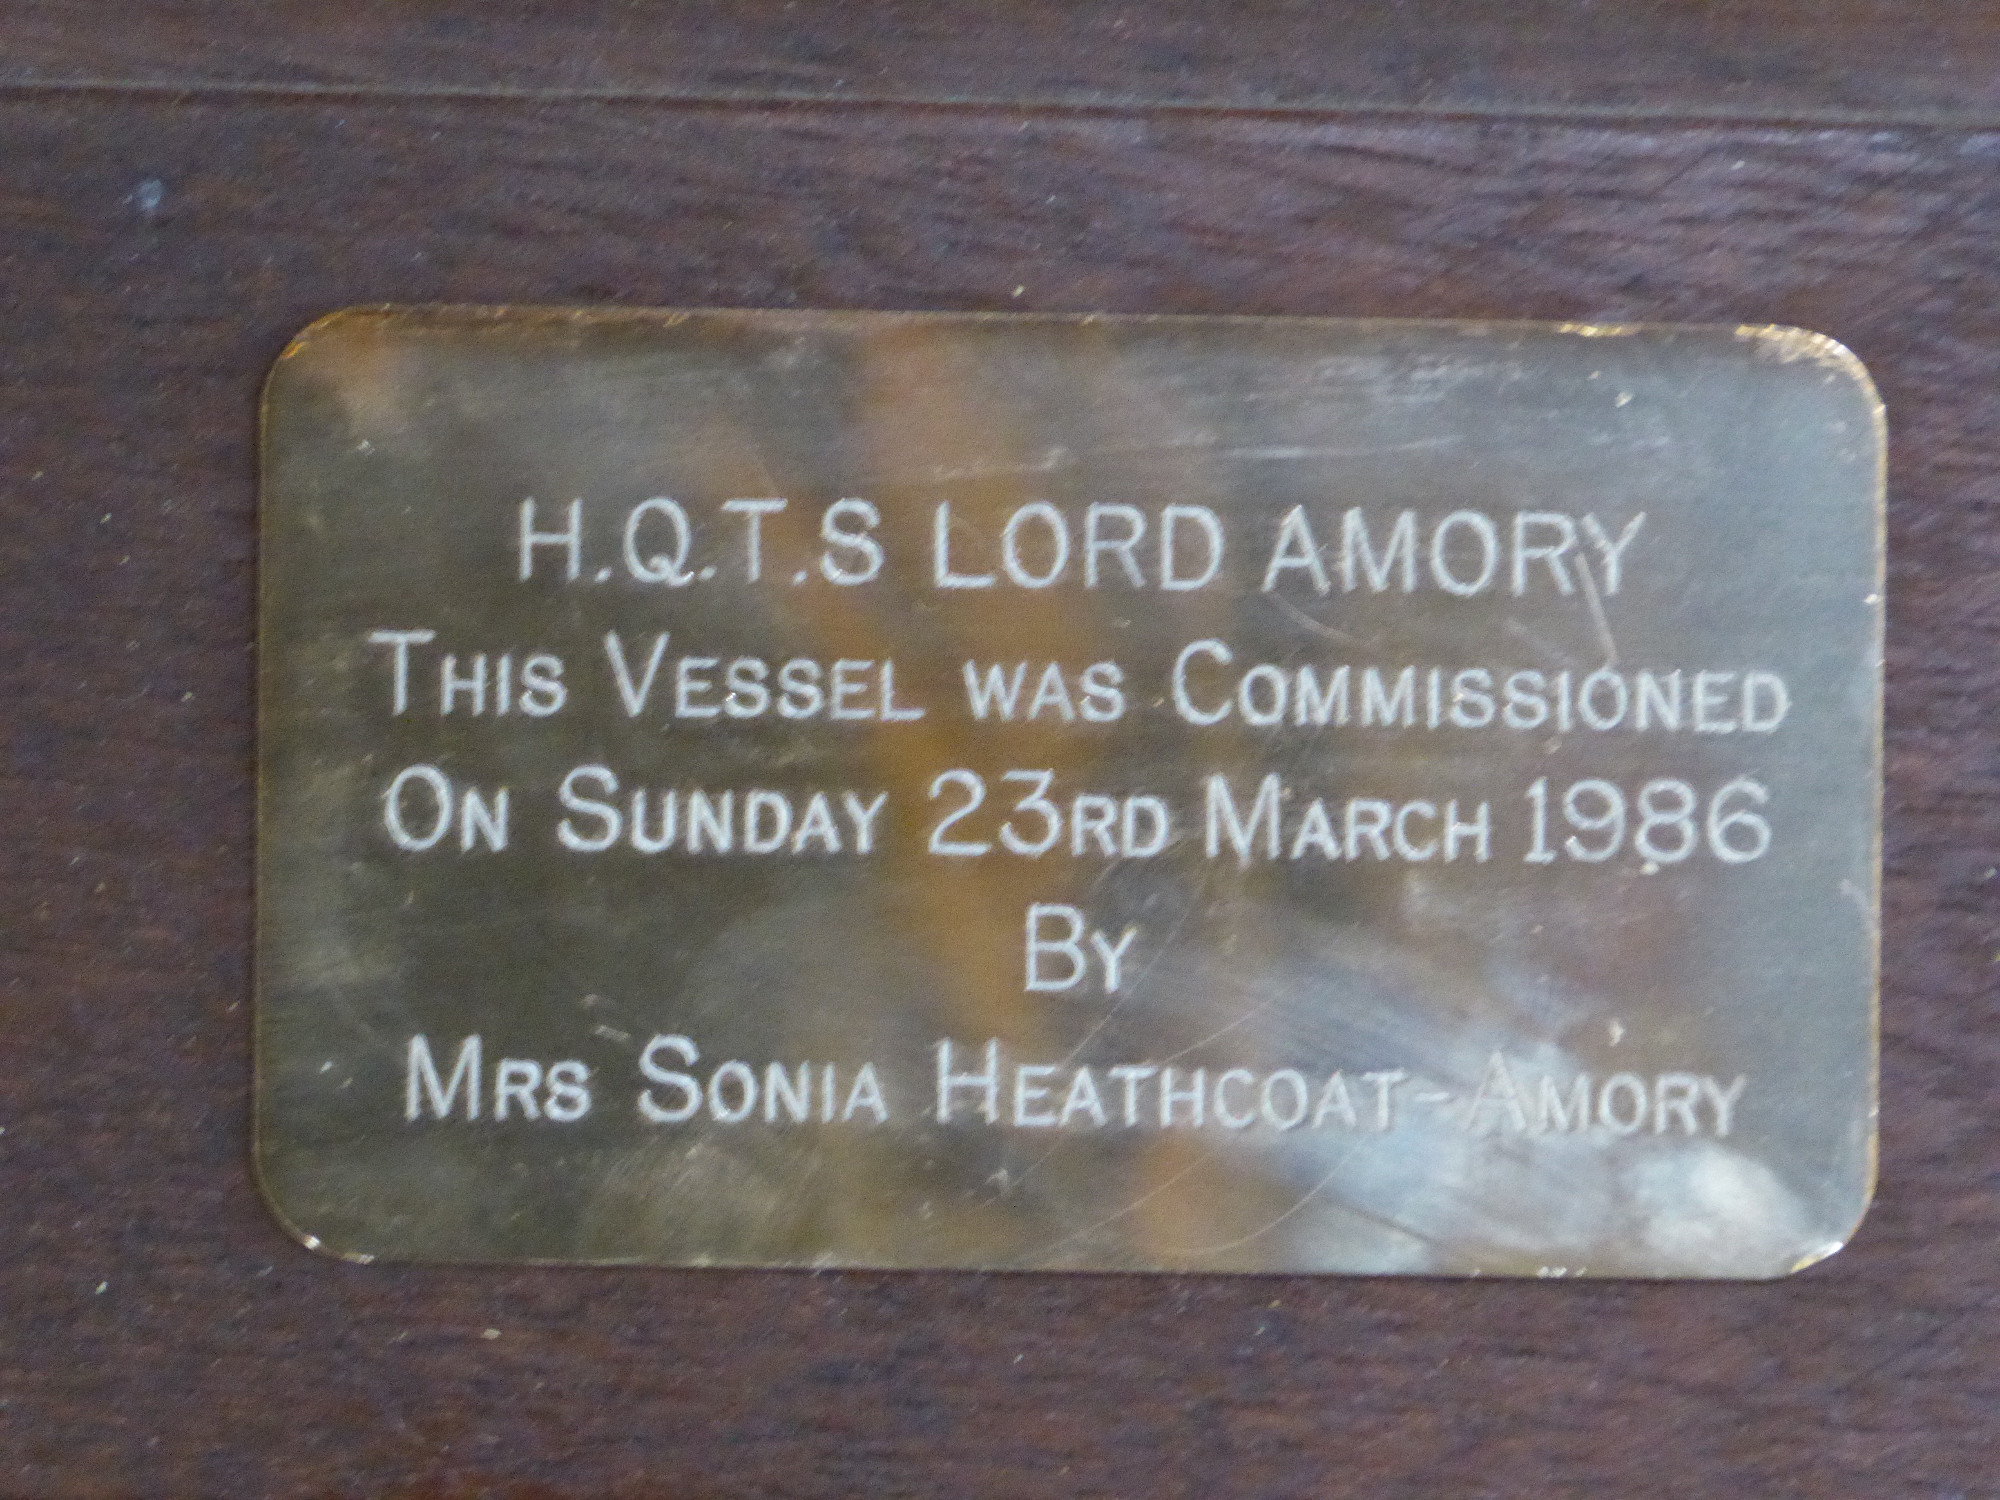 H.Q.T.S LORD AMORY
THIS VESSEL WAS COMMISSIONED
ON SUNDAY 23RD MARCH 1986
BY
MRS SONIA HEATHCOAT-AMORY